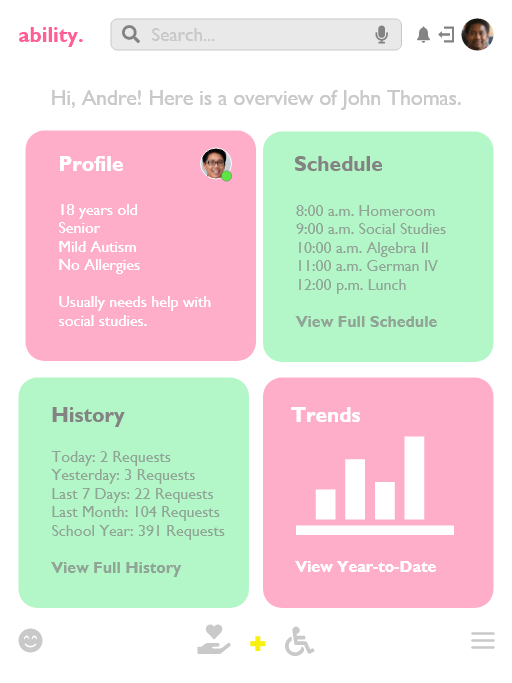 ability.
Search...
Hi, Andre! Here is a overview of John Thomas.
Profile
18 years old
Senior
Mild Autism
No Allergies
Usually needs help with
social studies.
Schedule
8:00 a.m. Homeroom
9:00 a.m. Social Studies
10:00 a.m. Algebra II
11:00 a.m. German IV
12:00 p.m. Lunch
View Full Schedule
History
Today: 2 Requests
Yesterday: 3 Requests
Last 7 Days: 22 Requests
Last Month: 104 Requests
School Year: 391 Requests
View Full History
Trends
View Year-to-Date